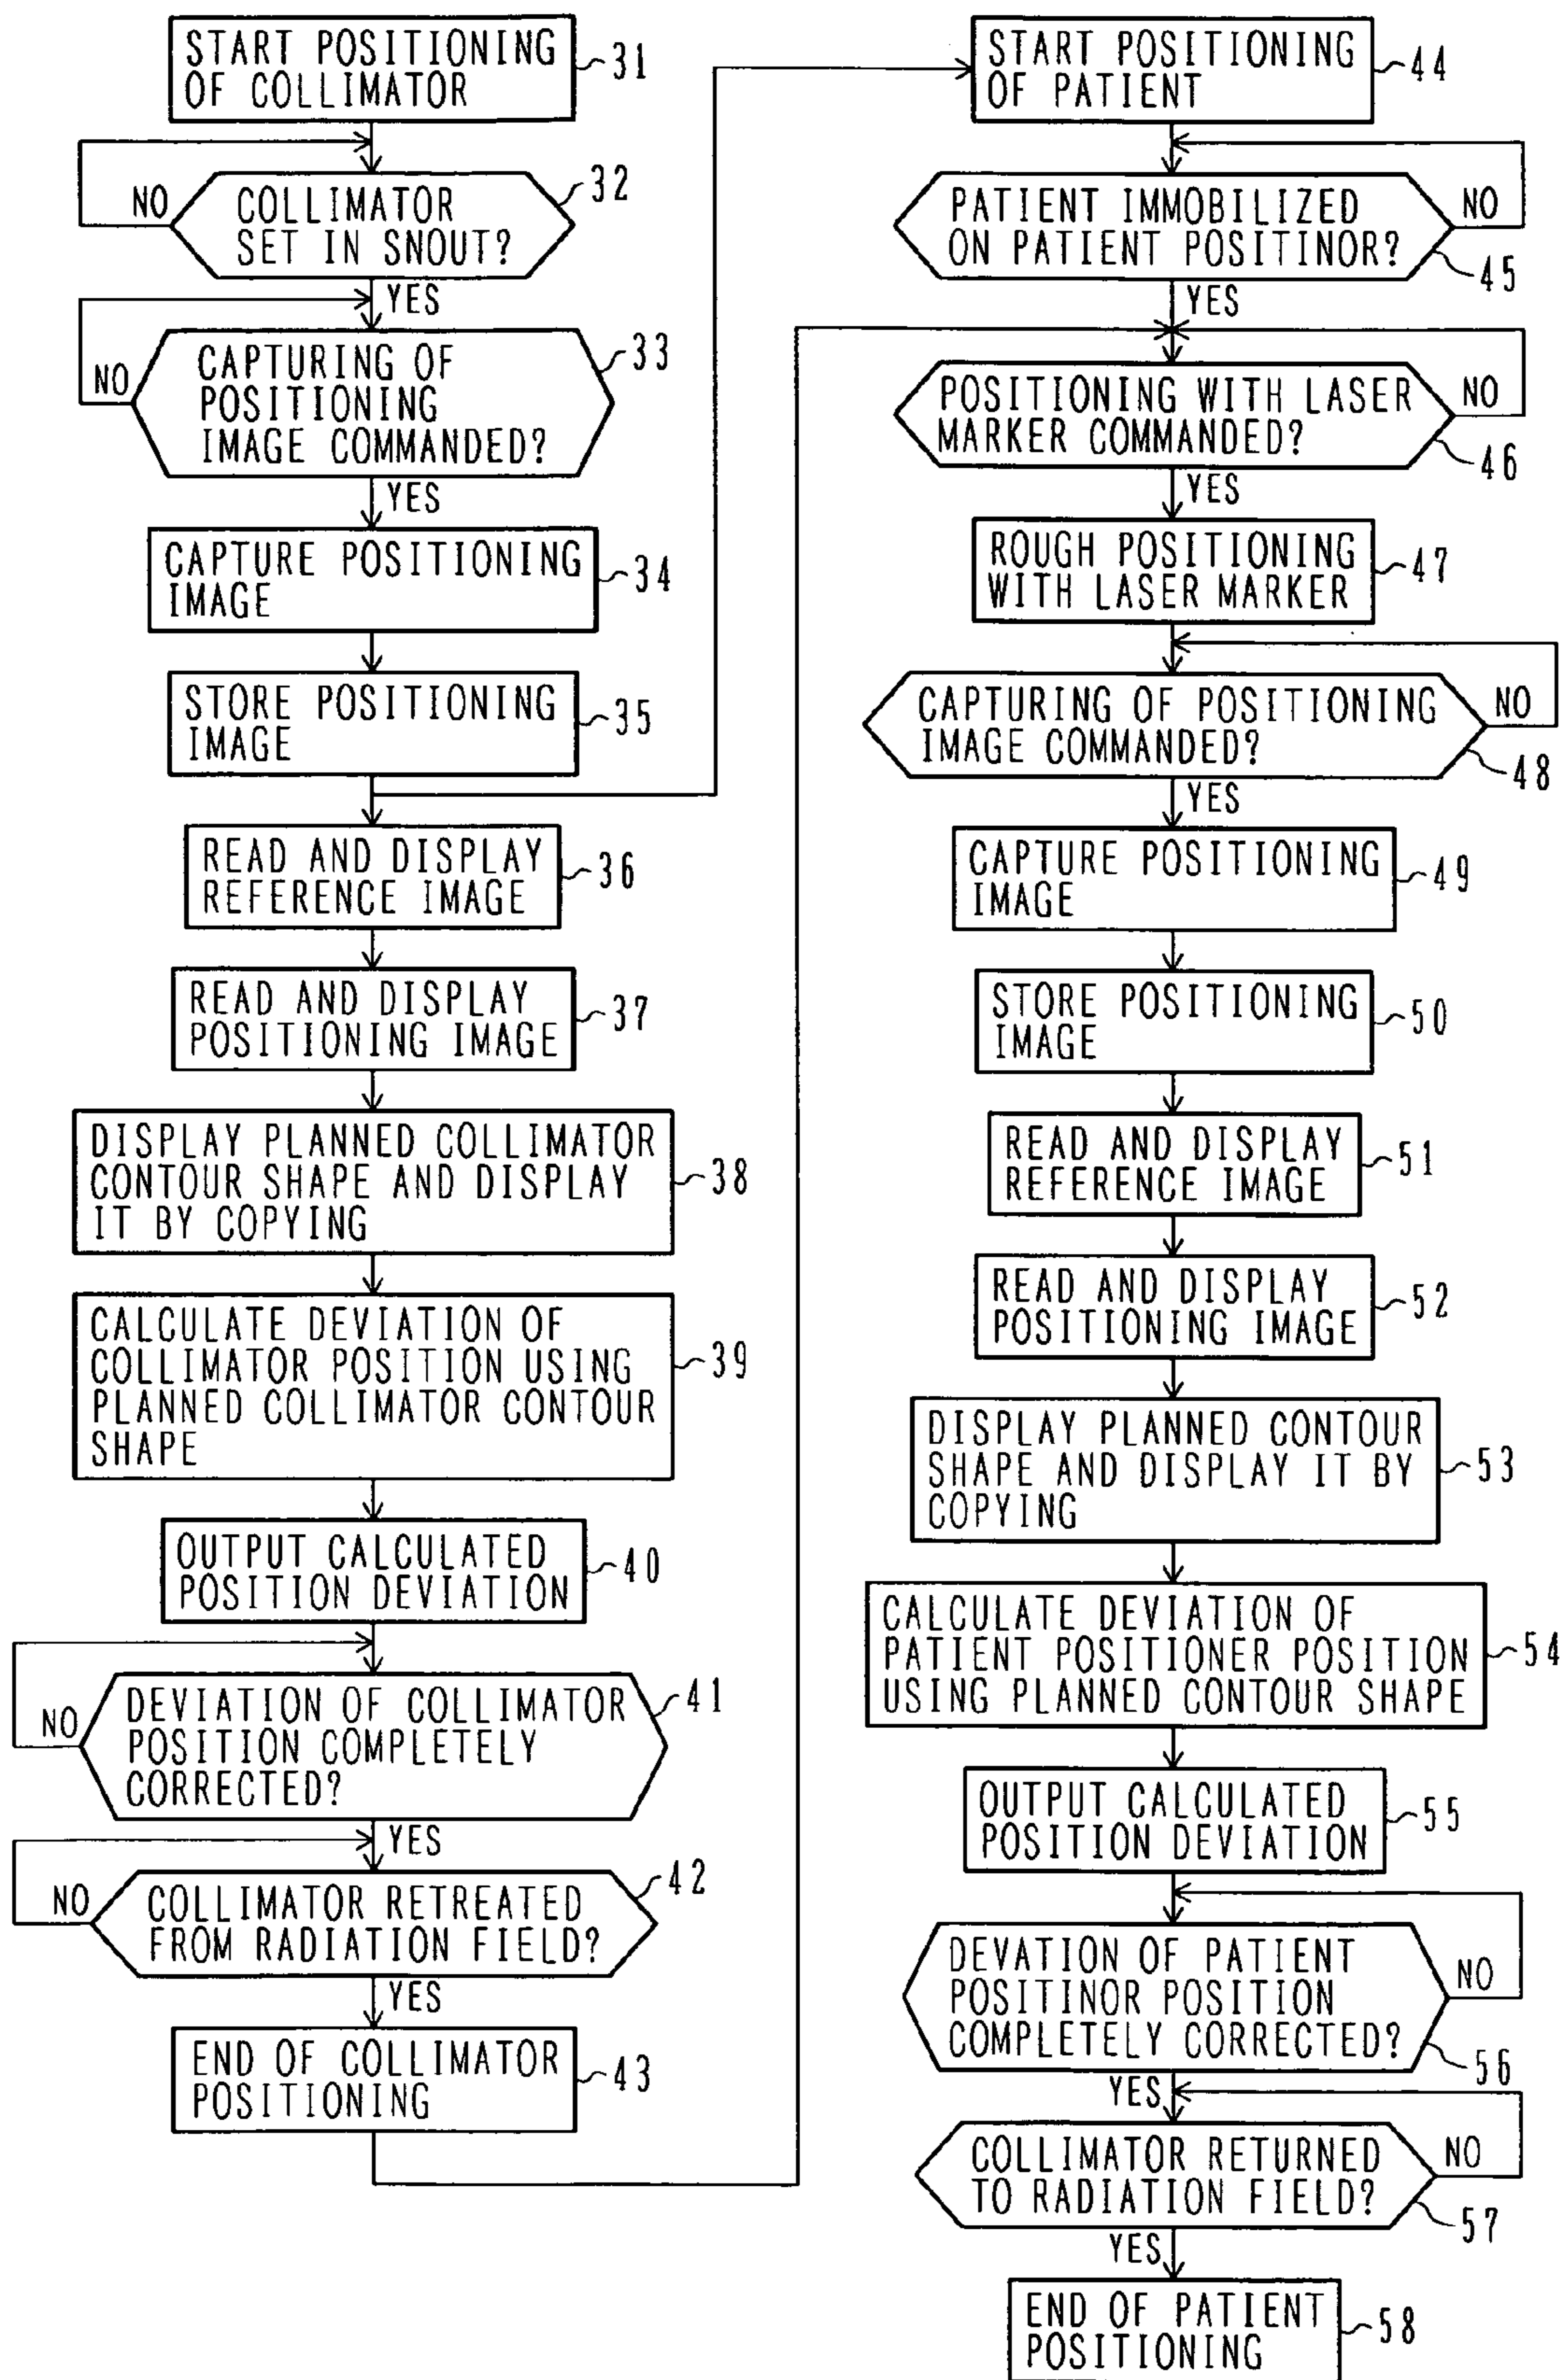 START POSITIONING
OF COLLIMATOR
31
COLLIMATOR
SET IN SNOUT?
32
NO
YES
CAPTURING OF
POSITIONING
IMAGE COMMANDED?
33
NO
YES
CAPTURE POSITIONING
IMAGE
34
STORE POSITIONING
IMAGE
35
READ AND DISPLAY
REFERENCE IMAGE
36
READ AND DISPLAY
POSITIONING IMAGE
37
DISPLAY PLANNED COLLIMATOR
CONTOUR SHAPE AND DISPLAY
IT BY COPYING
38
CALCULATE DEVIATION OF
COLLIMATOR POSITION USING
PLANNED COLLIMATOR CONTOUR
SHAPE
39
OUTPUT CALCULATED
POSITION DEVIATION
40
DEVIATION OF COLLIMATOR
POSITION COMPLETELY
CORRECTED?
41
NO
YES
COLLIMATOR RETREATED
FROM RADIATION FIELD?
42
NO
YES
END OF COLLIMATOR
POSITIONING
43
START POSITIONING
OF PATIENT
44
PATIENT IMMOBILIZED
ON PATIENT POSITINOR?
45
NO
YES
POSITIONING WITH LASER
MARKER COMMANDED?
46
NO
YES
ROUGH POSITIONING
WITH LASER MARKER
47
CAPTURING OF POSITIONING
IMAGE COMMANDED?
48
NO
YES
CAPTURE POSITIONING
IMAGE
49
STORE POSITIONING
IMAGE
50
READ AND DISPLAY
REFERENCE IMAGE
51
READ AND DISPLAY
POSITIONING IMAGE
52
DISPLAY PLANNED CONTOUR
SHAPE AND DISPLAY IT BY
COPYING
53
CALCULATE DEVIATION OF
PATIENT POSITIONER POSITION
USING PLANNED CONTOUR SHAPE
54
OUTPUT CALCULATED
POSITION DEVIATION
55
DEVATION OF PATIENT
POSITINOR POSITION
COMPLETELY CORRECTED?
56
NO
YES
COLLIMATOR RETURNED
TO RADIATION FIELD?
57
NO
YES
END OF PATIENT
POSITIONING
58